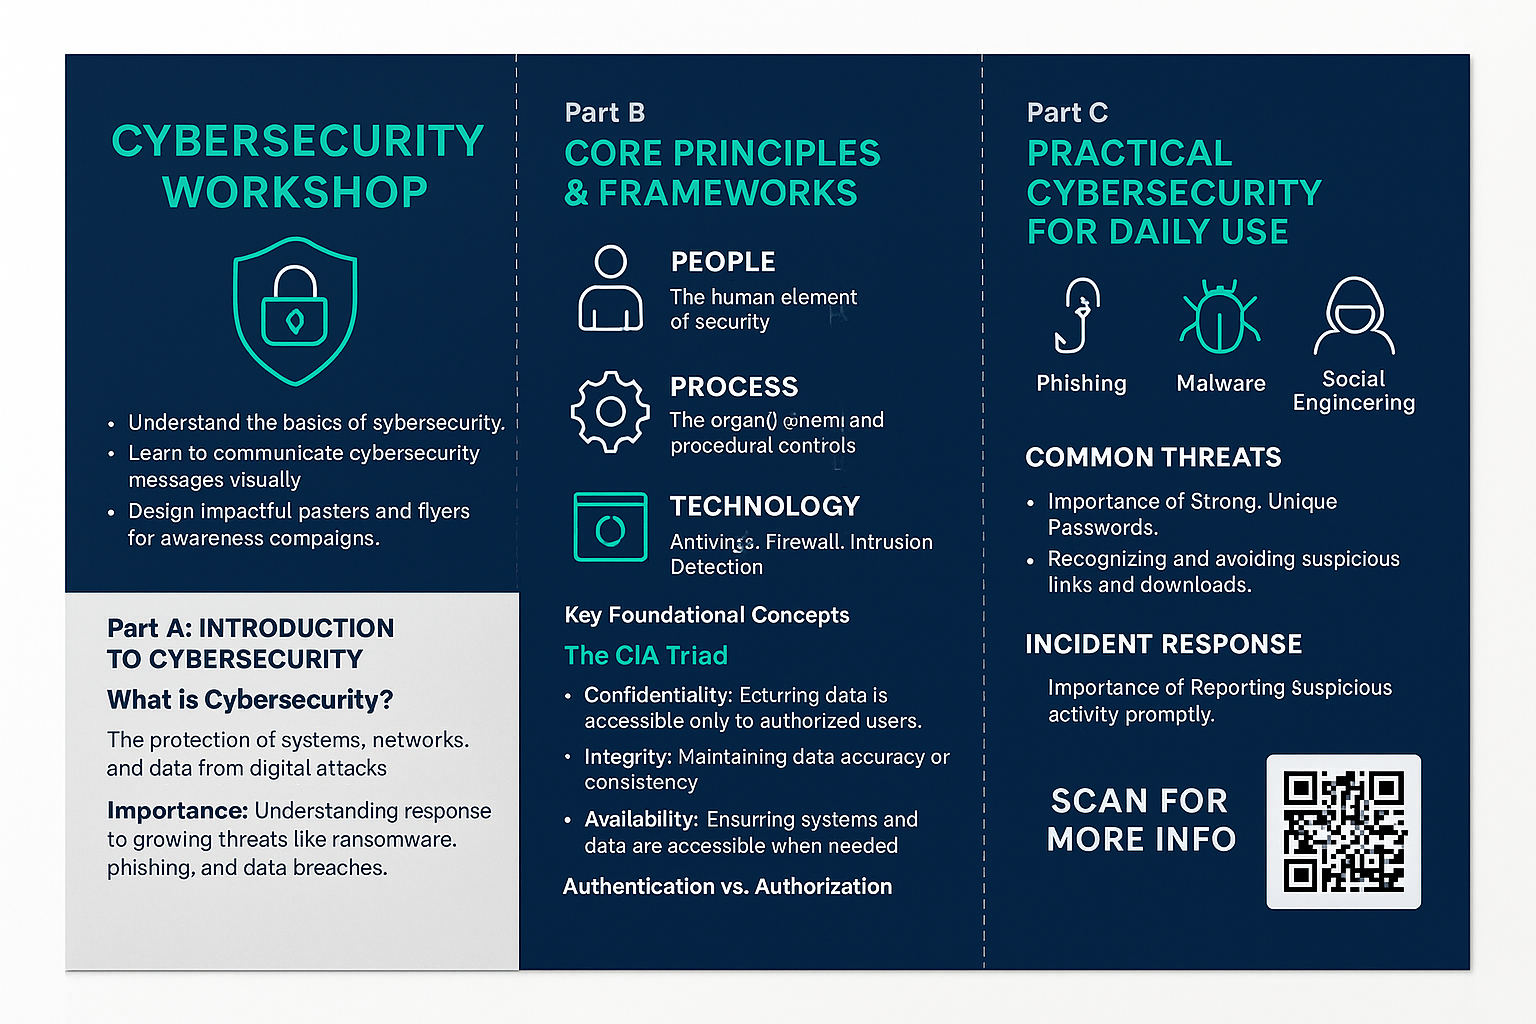 CYBERSECURITY
WORKSHOP
• Understand the basics of sybersecurity.
• Learn to communicate cybersecurity
messages visually
• Design impactful pasters and flyers
for awareness compaigns.
Part A: INTRODUCTION
TO CYBERSECURITY
What is Cybersecurity?
The protection of systems, networks.
and data from digital attacks
Importance: Understanding response
to growing threats like ransomware.
phishing, and data breaches.
Part B
CORE PRINCIPLES
& FRAMEWORKS
PEOPLE
The human element
of security
PROCESS
The and
procedural controls
TECHNOLOGY
Firewall. Intrusion
Detection
Key Foundational Concepts
The CIA Triad
• Confidentiality: Ecturring data is
accessible only to authorized users.
• Integrity: Maintaining data accuracy or
consistency
• Availability: Ensurring systems and
data are accessible when needed
Authentication vs. Authorization
Part C
PRACTICAL
CYBERSECURITY
FOR DAILY USE
Phishing
Malware
Social
Engincering
COMMON THREATS
• Importance of Strong. Unique
Passwords.
• Recognizing and avoiding suspicious
links and downloads.
INCIDENT RESPONSE
Importance of Reporting Suspicious
activity promptly.
SCAN FOR
MORE INFO